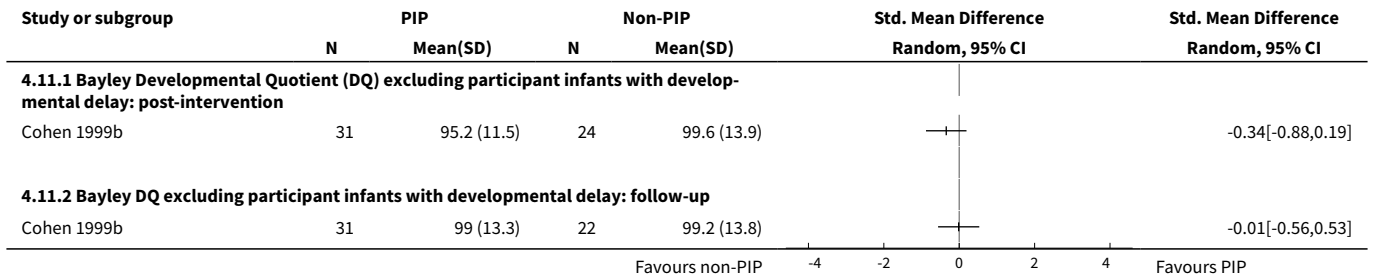 Study or subgroup PIP Non-PIP Std. Mean Difference Std. Mean Difference
N Mean(SD) N Mean(SD) Random, 95% CI Random, 95% CI
4.11.1 Bayley Developmental Quotient (DQ) excluding participant infants with develop-
mental delay: post-intervention
Cohen 1999b 31 95.2 (11.5) 24 99.6 (13.9) -0.34[-0.88,0.19]
4.11.2 Bayley DQ excluding participant infants with developmental delay: follow-up
Cohen 1999b 31 99 (13.3) 22 99.2 (13.8) -0.01[-0.56,0.53]
Favours non-PIP -4 -2 0 2 4 Favours PIP